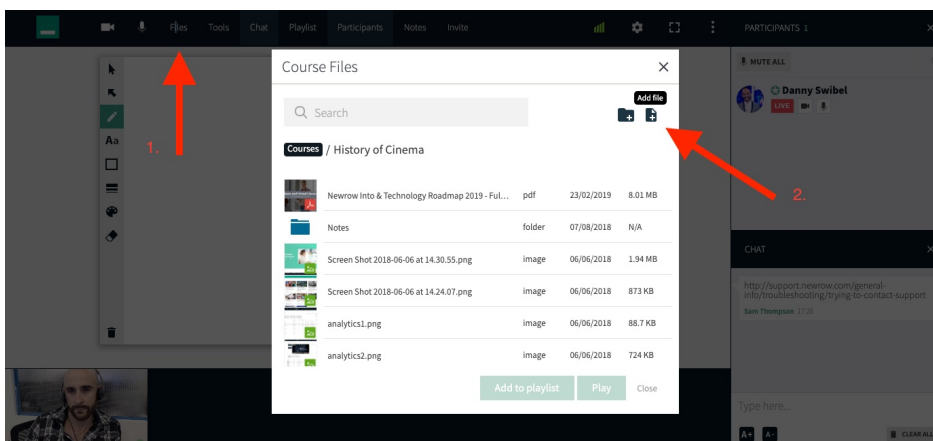 Files Tools Chat Playlist Participants Notes Invite
PARTICIPANTS 1
1.
Course Files
Search
Add file
Courses / History of Cinema
Newrow Into & Technology Roadmap 2019 - Ful... pdf 23/02/2019 8.01 MB
Notes folder 07/08/2018 N/A
Screen Shot 2018-06-06 at 14.30.55.png image 06/06/2018 1.94 MB
Screen Shot 2018-06-06 at 14.24.07.png image 06/06/2018 873 KB
analytics1.png image 06/06/2018 88.7 KB
analytics2.png image 06/06/2018 724 KB
Add to playlist Play Close
Aa
2.
MUTE ALL
Danny Swibel
LIVE
CHAT
http://support.newrow.com/general-
info/troubleshooting/trying-to-contact-support
Sam Thompson 17:28
Type here...
A+ A- CLEAR ALL